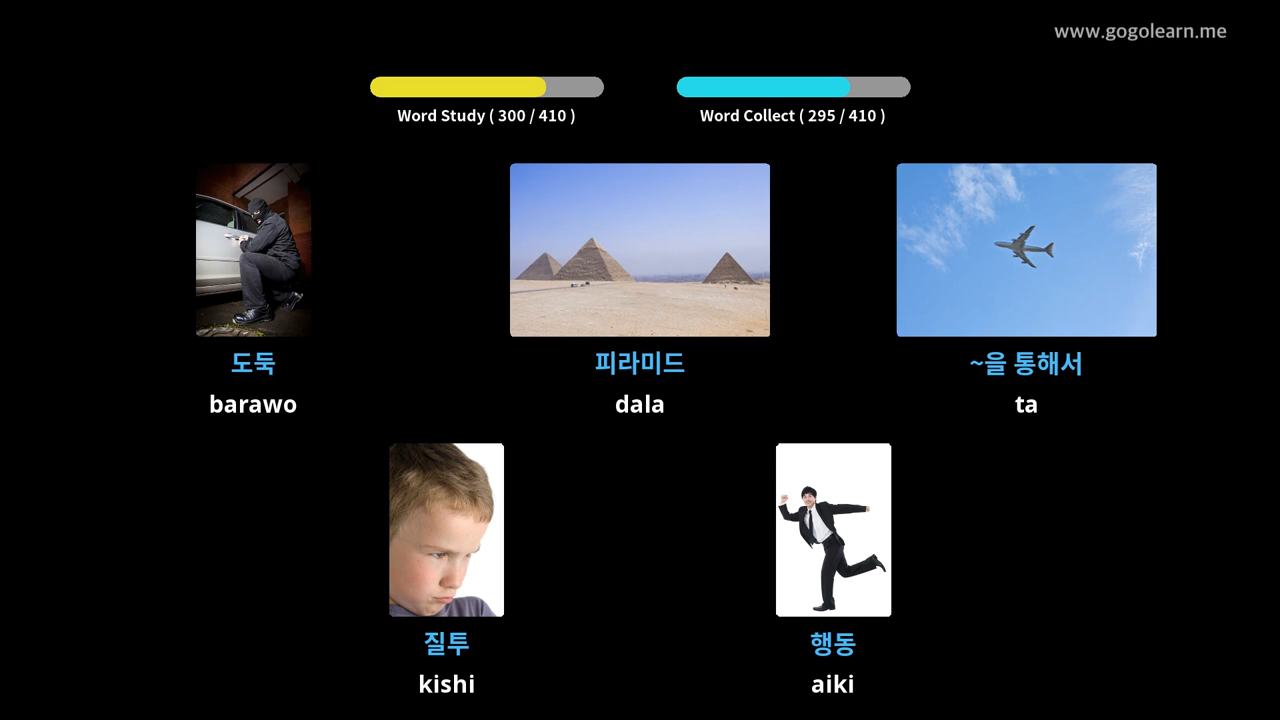 www.gogolearn.me
Word Study ( 300 / 410 )
Word Collect ( 295 / 410 )
도둑
피라미드
~을 통해서
barawo
dala
ta
질투
행동
kishi
aiki